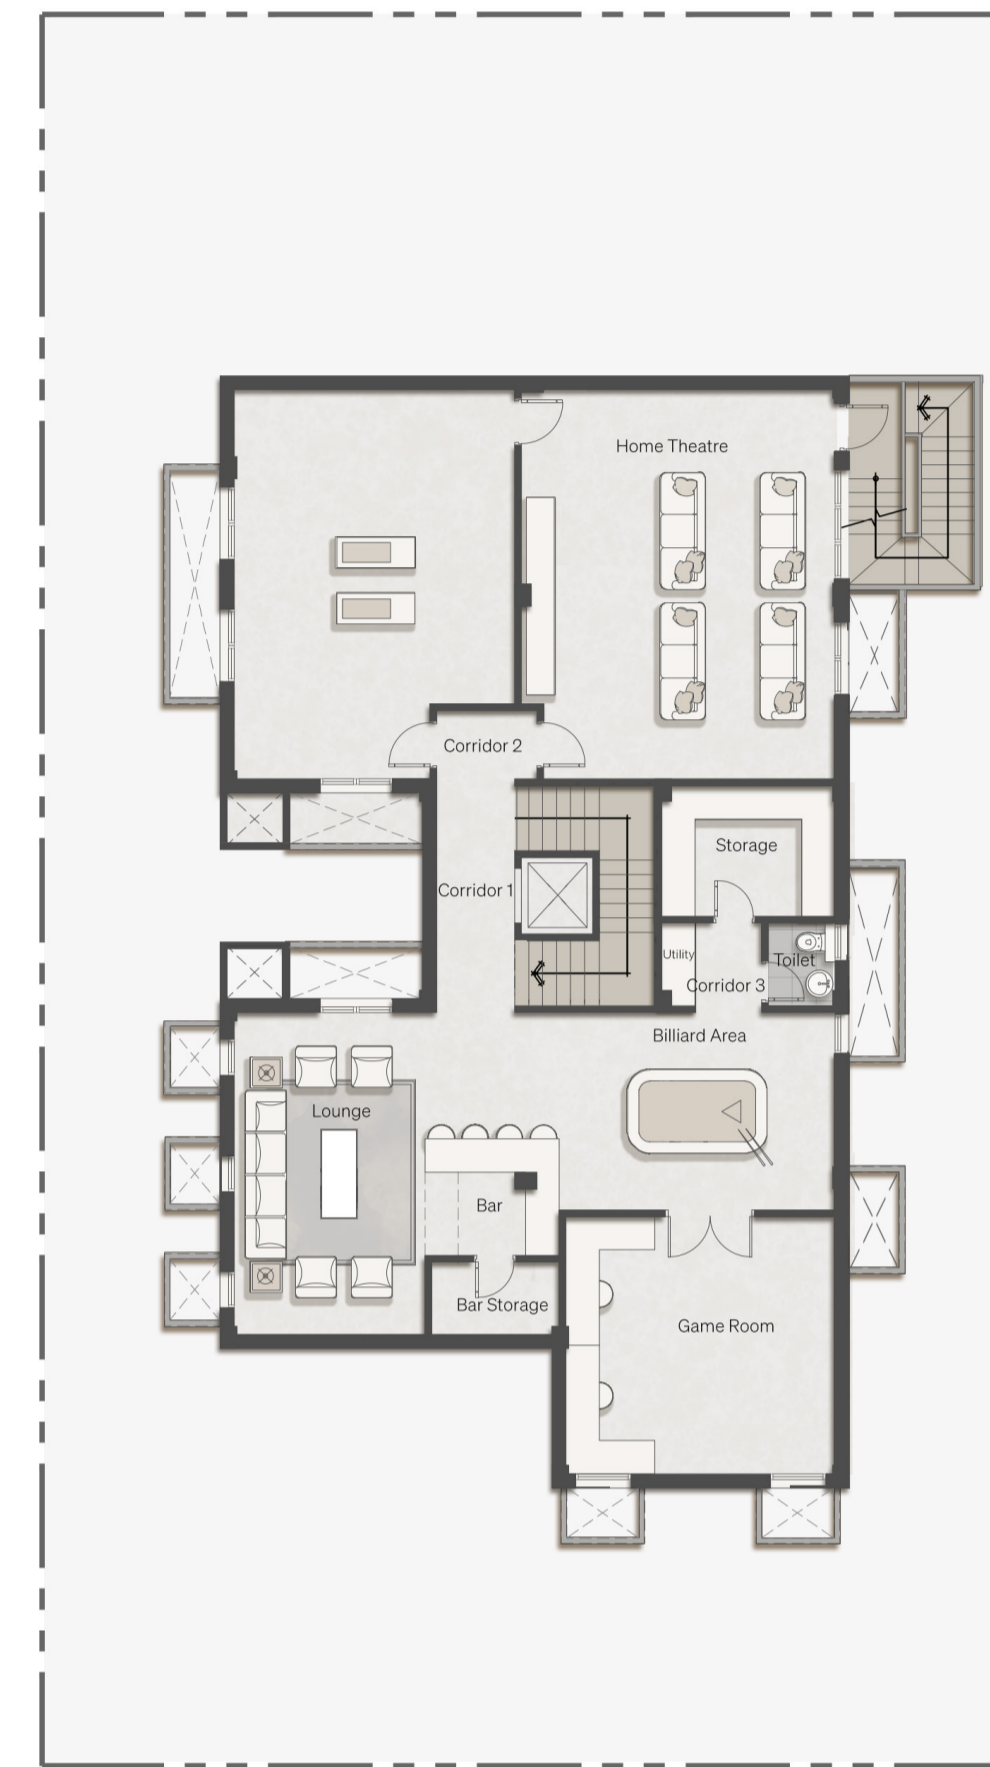 Home Theatre
Corridor 2
Storage
Corridor 1
Utility
Toilet
Corridor 3
Billiard Area
Lounge
Bar
Bar Storage
Game Room